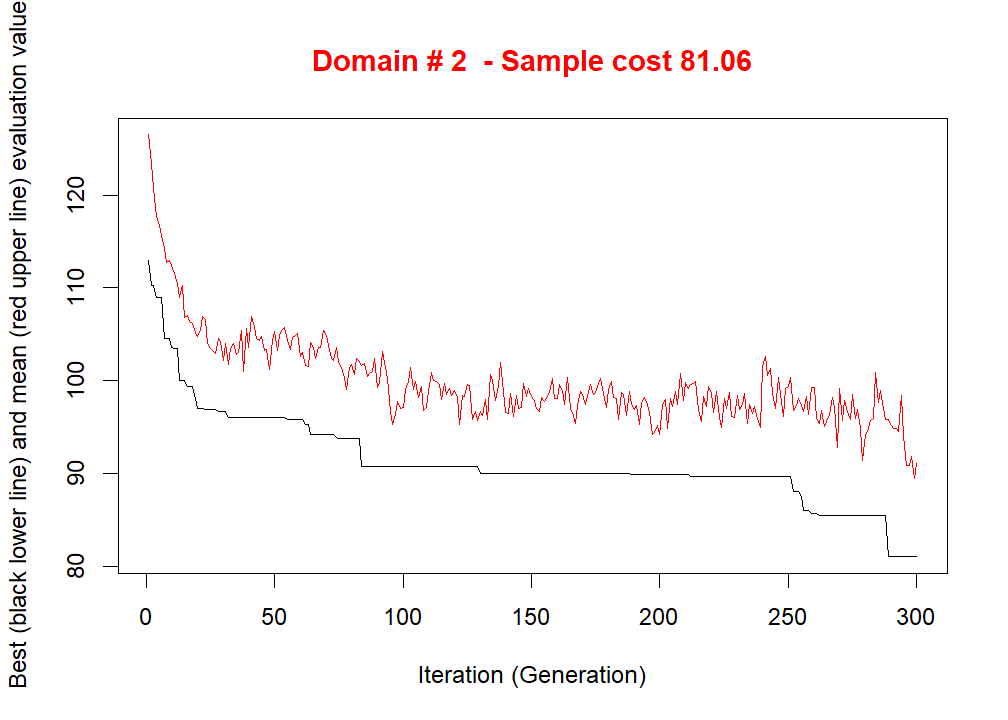 Domain # 2  - Sample cost 81.06
Best (black lower line) and mean (red upper line) evaluation value
120
110
100
90
80
0 50 100 150 200 250 300
Iteration (Generation)